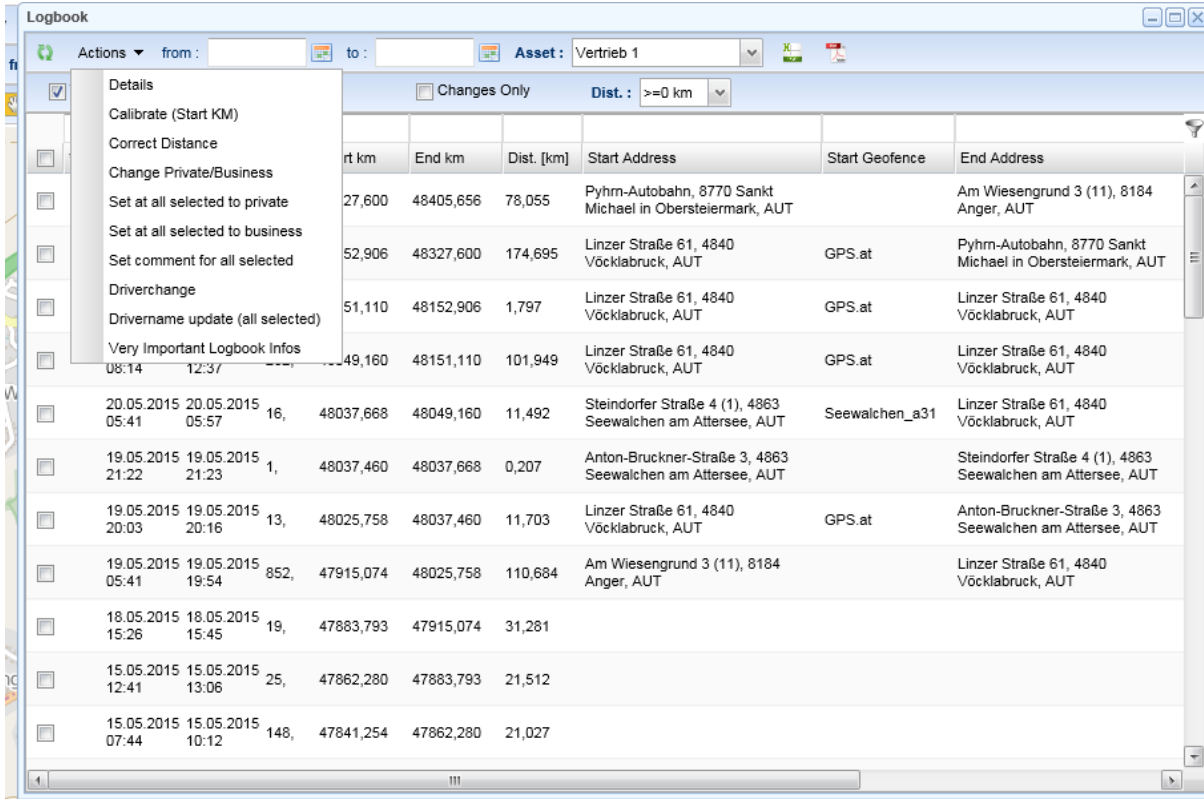 Logbook
Actions from : to : Asset : Vertrieb 1
Changes Only Dist. : >=0 km
Details
Calibrate (Start KM)
Correct Distance
Change Private/Business
Set at all selected to private
Set at all selected to business
Set comment for all selected
Driverchange
Drivername update (all selected)
Very Important Logbook Infos
rt km End km Dist. [km] Start Address Start Geofence End Address
27,600 48405,656 78,055 Pyhrn-Autobahn, 8770 Sankt Am Wiesengrund 3 (11), 8184
Michael in Obersteiermark, AUT Anger, AUT
52,906 48327,600 174,695 Linzer Straße 61, 4840 GPS.at Pyhrn-Autobahn, 8770 Sankt
Vöcklabruck, AUT Michael in Obersteiermark, AUT
51,110 48152,906 1,797 Linzer Straße 61, 4840 GPS.at Linzer Straße 61, 4840
Vöcklabruck, AUT Vöcklabruck, AUT
49,160 48151,110 101,949 Linzer Straße 61, 4840 GPS.at Linzer Straße 61, 4840
08:14 12:37 Vöcklabruck, AUT Vöcklabruck, AUT
20.05.2015 20.05.2015 16, 48037,668 48049,160 11,492 Steindorfer Straße 4 (1), 4863 Seewalchen_a31 Linzer Straße 61, 4840
05:41 05:57 Seewalchen am Attersee, AUT Vöcklabruck, AUT
19.05.2015 19.05.2015 1, 48037,460 48037,668 0,207 Anton-Bruckner-Straße 3, 4863 Steindorfer Straße 4 (1), 4863
21:22 21:23 Seewalchen am Attersee, AUT Seewalchen am Attersee, AUT
19.05.2015 19.05.2015 13, 48025,758 48037,460 11,703 Linzer Straße 61, 4840 GPS.at Anton-Bruckner-Straße 3, 4863
20:03 20:16 Vöcklabruck, AUT Seewalchen am Attersee, AUT
19.05.2015 19.05.2015 852, 47915,074 48025,758 110,684 Am Wiesengrund 3 (11), 8184 Linzer Straße 61, 4840
05:41 19:54 Anger, AUT Vöcklabruck, AUT
18.05.2015 18.05.2015 19, 47883,793 47915,074 31,281
15:26 15:45
15.05.2015 15.05.2015 25, 47862,280 47883,793 21,512
12:41 13:06
15.05.2015 15.05.2015 148, 47841,254 47862,280 21,027
07:44 10:12